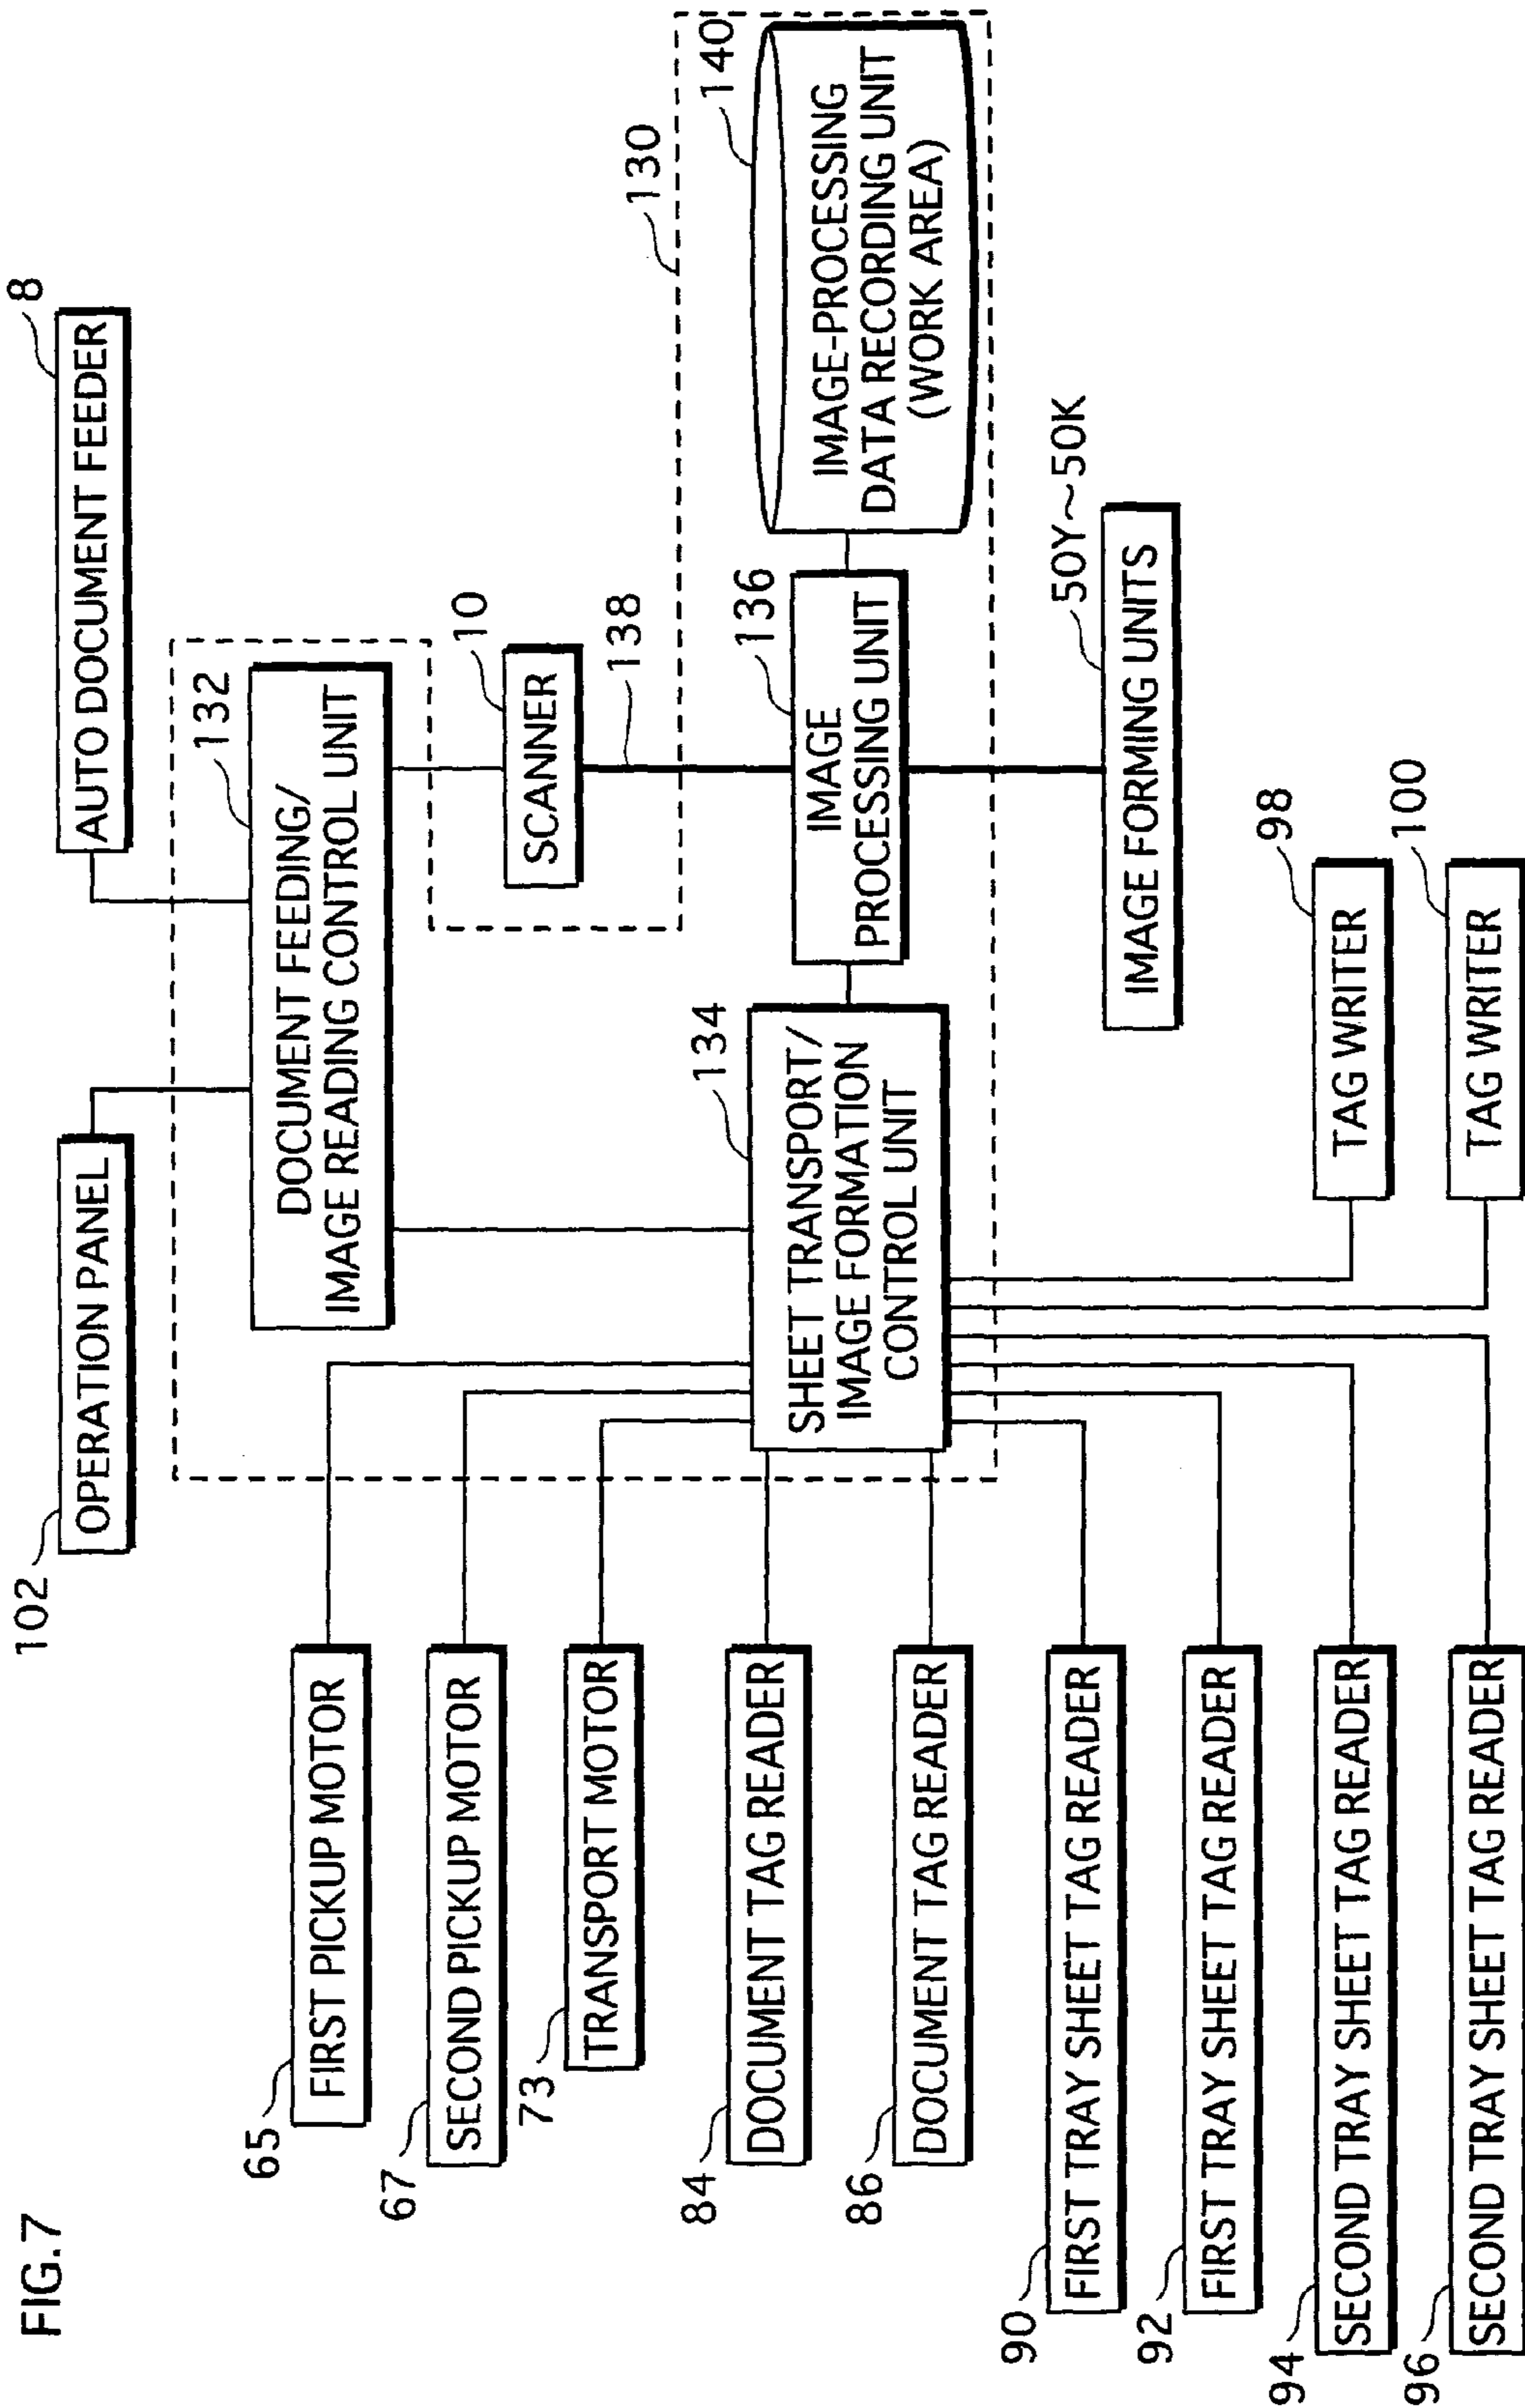 FIG.7
102
OPERATION PANEL
8
AUTO DOCUMENT FEEDER
132
DOCUMENT FEEDING/
IMAGE READING CONTROL UNIT
130
65
FIRST PICKUP MOTOR
67
SECOND PICKUP MOTOR
73
TRANSPORT MOTOR
10
SCANNER
138
84
DOCUMENT TAG READER
86
DOCUMENT TAG READER
134
SHEET TRANSPORT/
IMAGE FORMATION
CONTROL UNIT
136
IMAGE
PROCESSING UNIT
140
IMAGE-PROCESSING
DATA RECORDING UNIT
(WORK AREA)
90
FIRST TRAY SHEET TAG READER
92
FIRST TRAY SHEET TAG READER
94
SECOND TRAY SHEET TAG READER
96
SECOND TRAY SHEET TAG READER
50Y~50K
IMAGE FORMING UNITS
98
TAG WRITER
100
TAG WRITER